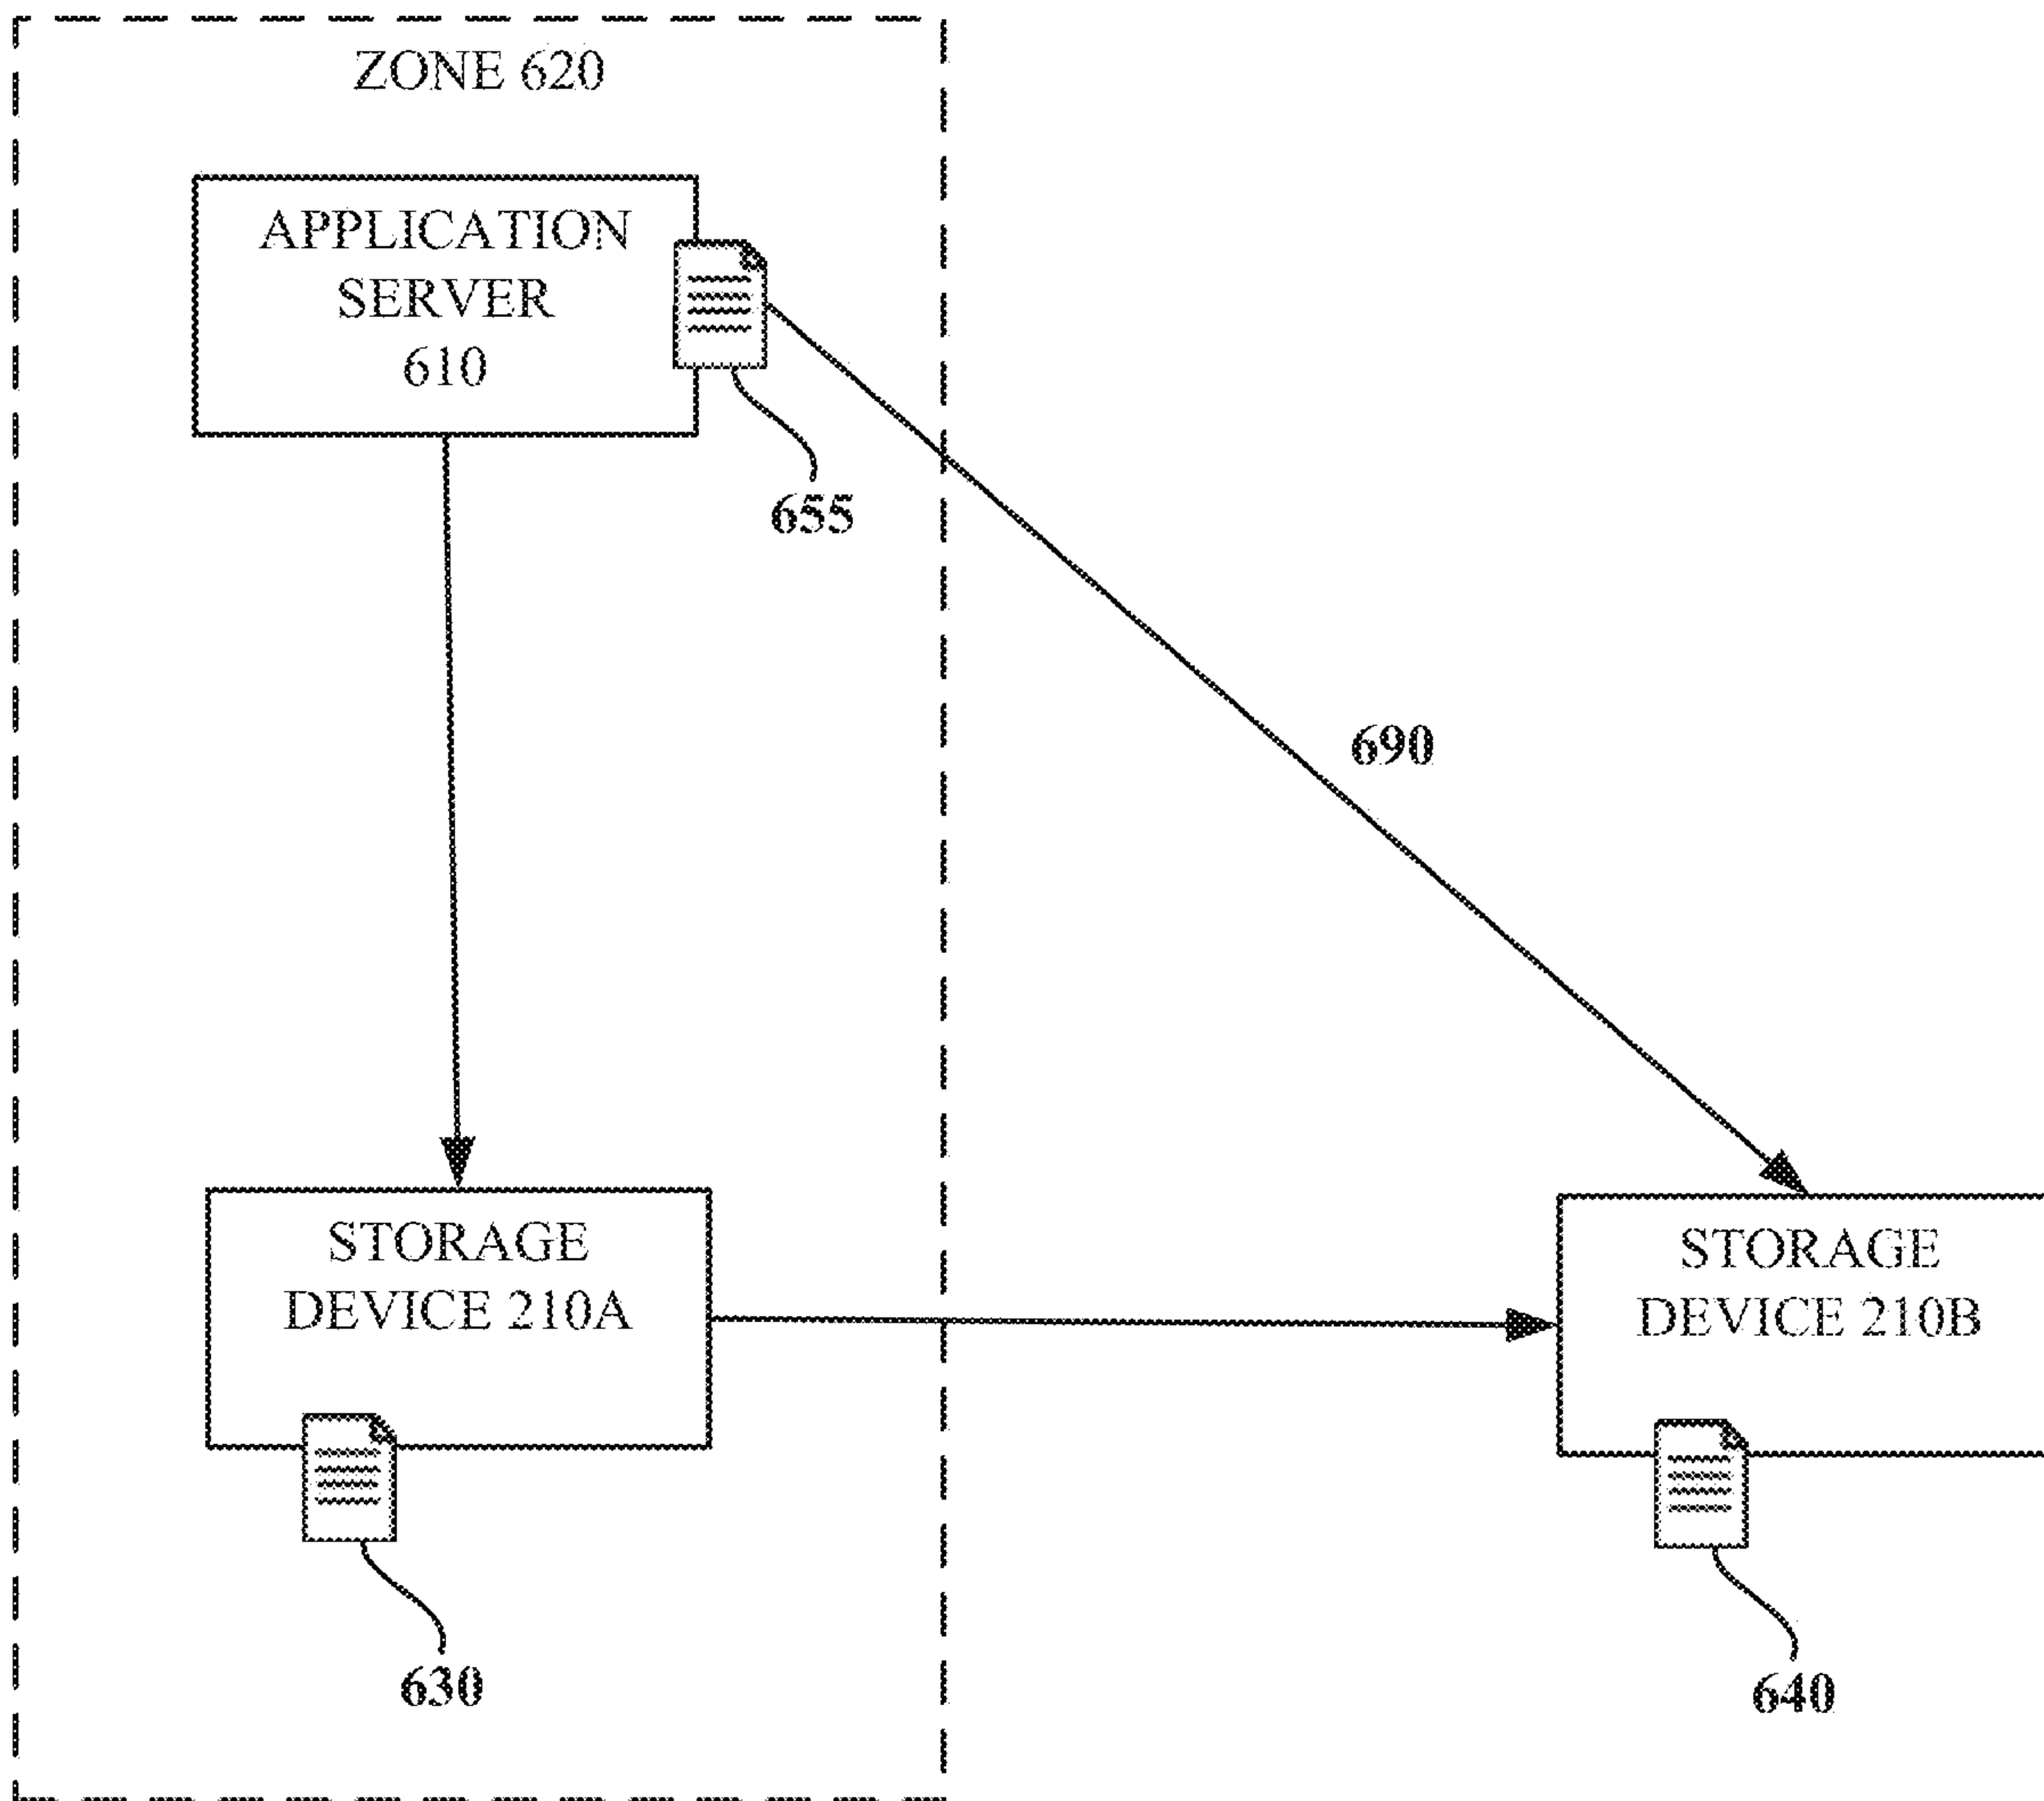 ZONE 620
APPLICATION
SERVER
610
655
690
STORAGE
DEVICE 210A
STORAGE
DEVICE 210B
630
640